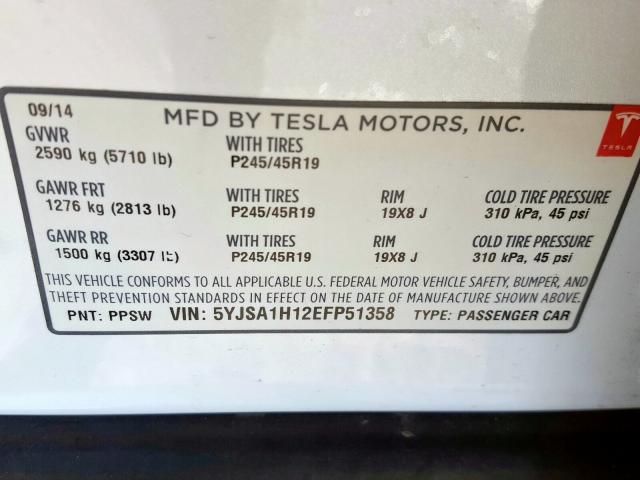 09/14
MFD BY TESLA MOTORS, INC.
TESLA
GVWR WITH TIRES
2590 kg (5710 lb) P245/45R19
GAWR FRT WITH TIRES RIM COLD TIRE PRESSURE
1276 kg (2813 lb) P245/45R19 19X8 J 310 kPa, 45 psi
GAWR RR WITH TIRES RIM COLD TIRE PRESSURE
1500 kg (3307 lb) P245/45R19 19X8 J 310 kPa, 45 psi
THIS VEHICLE CONFORMS TO ALL APPLICABLE U.S. FEDERAL MOTOR VEHICLE SAFETY, BUMPER, AND
THEFT PREVENTION STANDARDS IN EFFECT ON THE DATE OF MANUFACTURE SHOWN ABOVE.
PNT: PPSW VIN: 5YJSA1H12EFP51358 TYPE: PASSENGER CAR